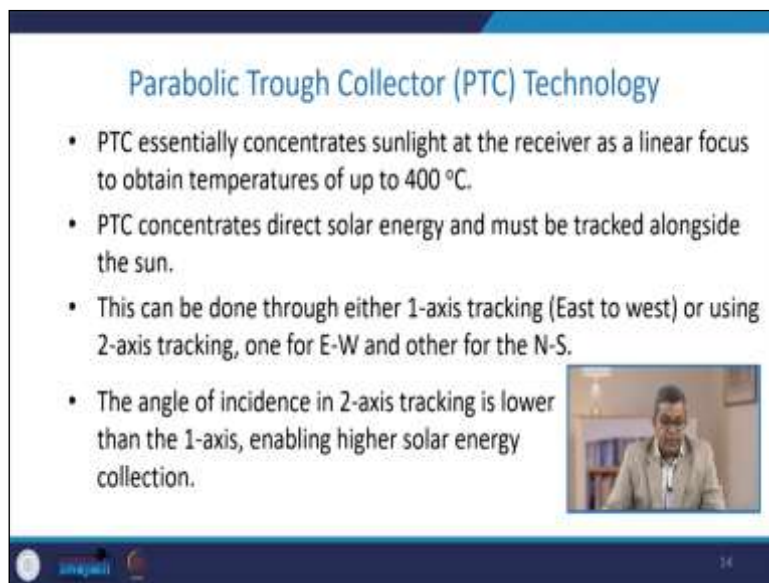 Parabolic Trough Collector (PTC) Technology
• PTC essentially concentrates sunlight at the receiver as a linear focus
to obtain temperatures of up to 400 °C.
• PTC concentrates direct solar energy and must be tracked alongside
the sun.
• This can be done through either 1-axis tracking (East to west) or using
2-axis tracking, one for E-W and other for the N-S.
• The angle of incidence in 2-axis tracking is lower
than the 1-axis, enabling higher solar energy
collection.
swayam
14